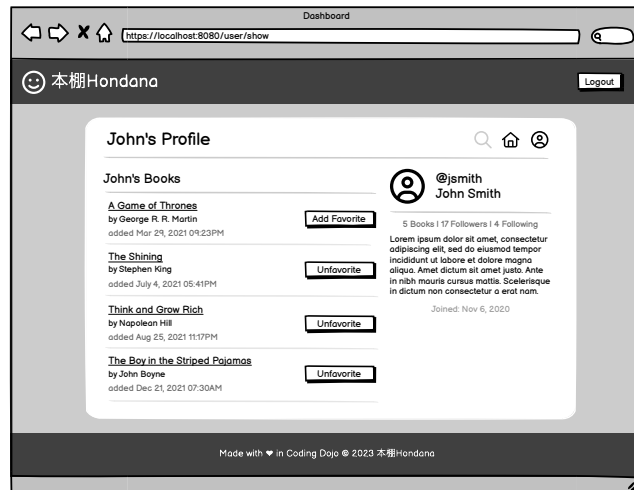 Dashboard
https://localhost:8080/user/show
本棚Hondana
Logout
John's Profile
John's Books
A Game of Thrones
by George R. R. Martin
added Mar 29, 2021 09:23PM
Add Favorite
The Shining
by Stephen King
added July 4, 2021 05:41PM
Unfavorite
Think and Grow Rich
by Napolean Hill
added Aug 25, 2021 11:17PM
Unfavorite
The Boy in the Striped Pajamas
by John Boyne
added Dec 21, 2021 07:30AM
Unfavorite
@jsmith
John Smith
5 Books | 17 Followers | 4 Following
Lorem ipsum dolor sit amet, consectetur
adipiscing elit, sed do eiusmod tempor
incididunt ut labore et dolore magna
aliqua. Amet dictum sit amet justo. Ante
in nibh mauris cursus mattis. Scelerisque
in dictum non consectetur a erat nam.
Joined: Nov 6, 2020
Made with ❤ in Coding Dojo © 2023 本棚Hondana